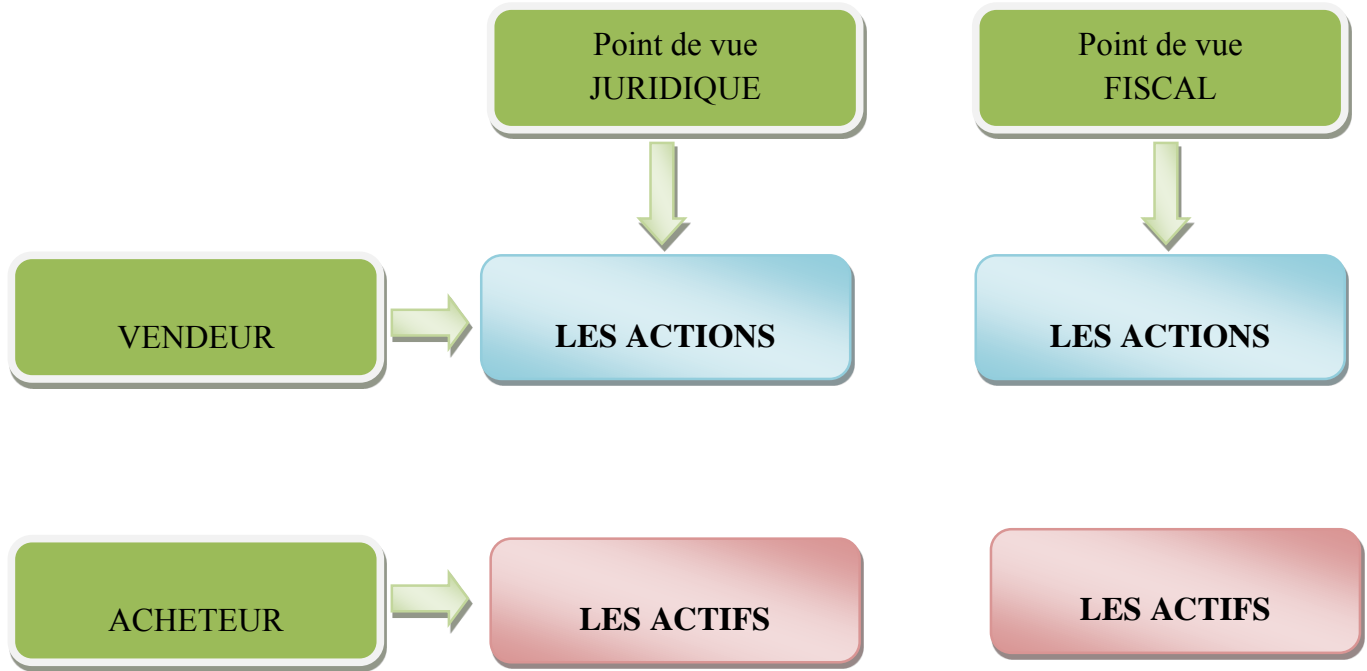 Point de vue
JURIDIQUE
Point de vue
FISCAL
VENDEUR
LES ACTIONS
LES ACTIONS
ACHETEUR
LES ACTIFS
LES ACTIFS